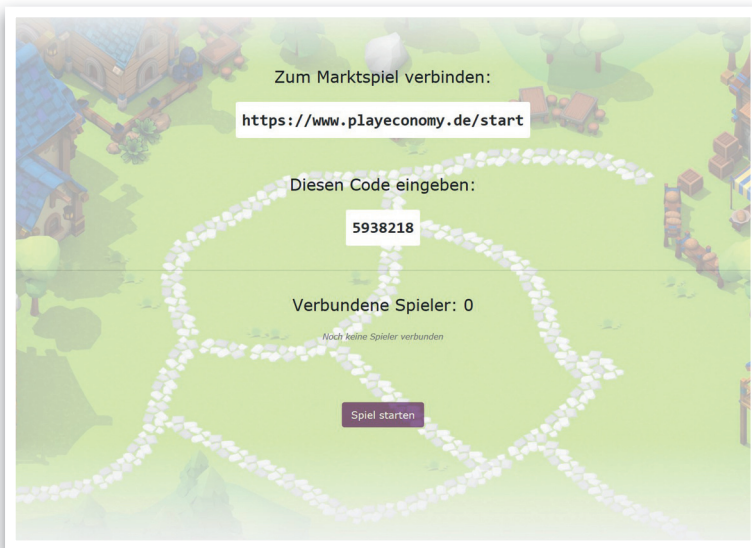 Zum Marktspiel verbinden:
https://www.playeconomy.de/start
Diesen Code eingeben:
5938218
Verbundene Spieler: 0
Noch keine Spieler verbunden
Spiel starten